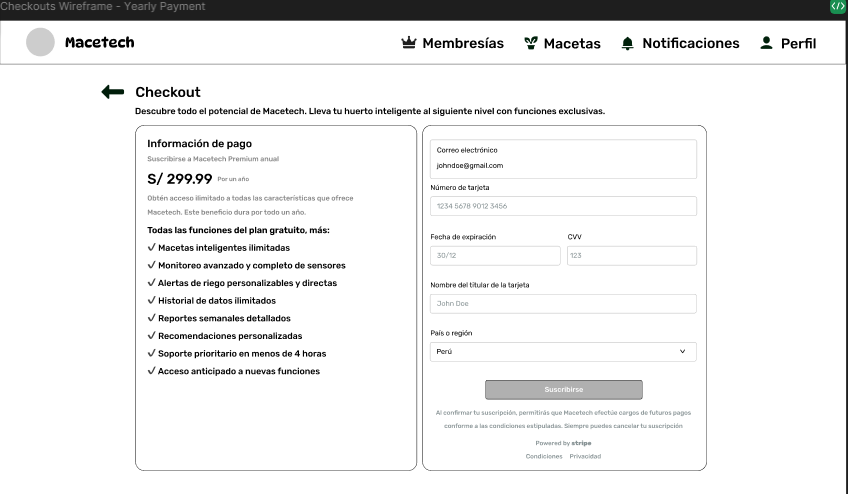 Checkouts Wireframe - Yearly Payment
</>
Macetech
Membresías
Macetas
Notificaciones
Perfil
Checkout
Descubre todo el potencial de Macetech. Lleva tu huerto inteligente al siguiente nivel con funciones exclusivas.
Información de pago
Suscribirse a Macetech Premium anual
S/ 299.99 Por un año
Obtén acceso ilimitado a todas las características que ofrece
Macetech. Este beneficio dura por todo un año.
Todas las funciones del plan gratuito, más:
Macetas inteligentes ilimitadas
Monitoreo avanzado y completo de sensores
Alertas de riego personalizables y directas
Historial de datos ilimitados
Reportes semanales detallados
Recomendaciones personalizadas
Soporte prioritario en menos de 4 horas
Acceso anticipado a nuevas funciones
Correo electrónico
johndoe@gmail.com
Número de tarjeta
1234 5678 9012 3456
Fecha de expiración
CVV
30/12
123
Nombre del titular de la tarjeta
John Doe
País o región
Perú
Suscribirse
Al confirmar tu suscripción, permitirás que Macetech efectúe cargos de futuros pagos
conforme a las condiciones estipuladas. Siempre puedes cancelar tu suscripción
Powered by stripe
Condiciones Privacidad